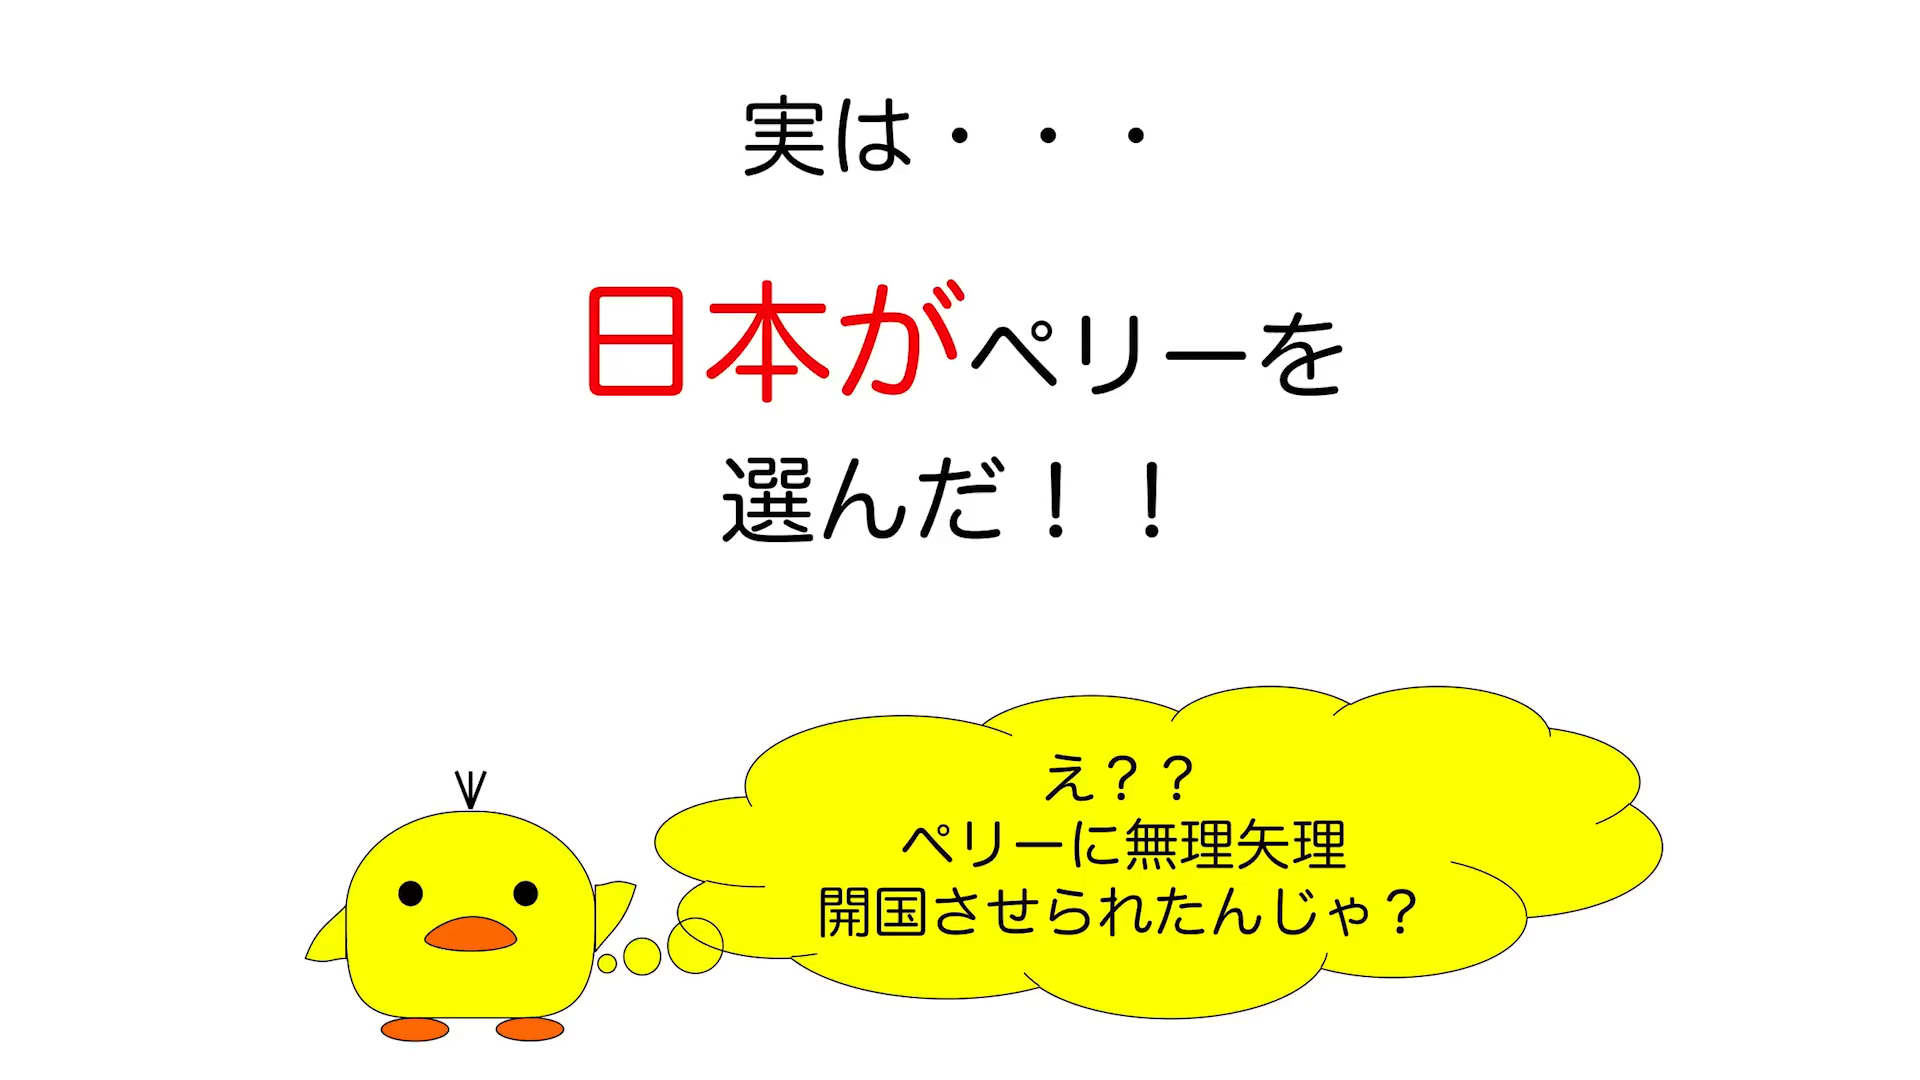 実は・・・
日本がペリーを
選んだ！！
え？？
ペリーに無理矢理
開国させられたんじゃ？